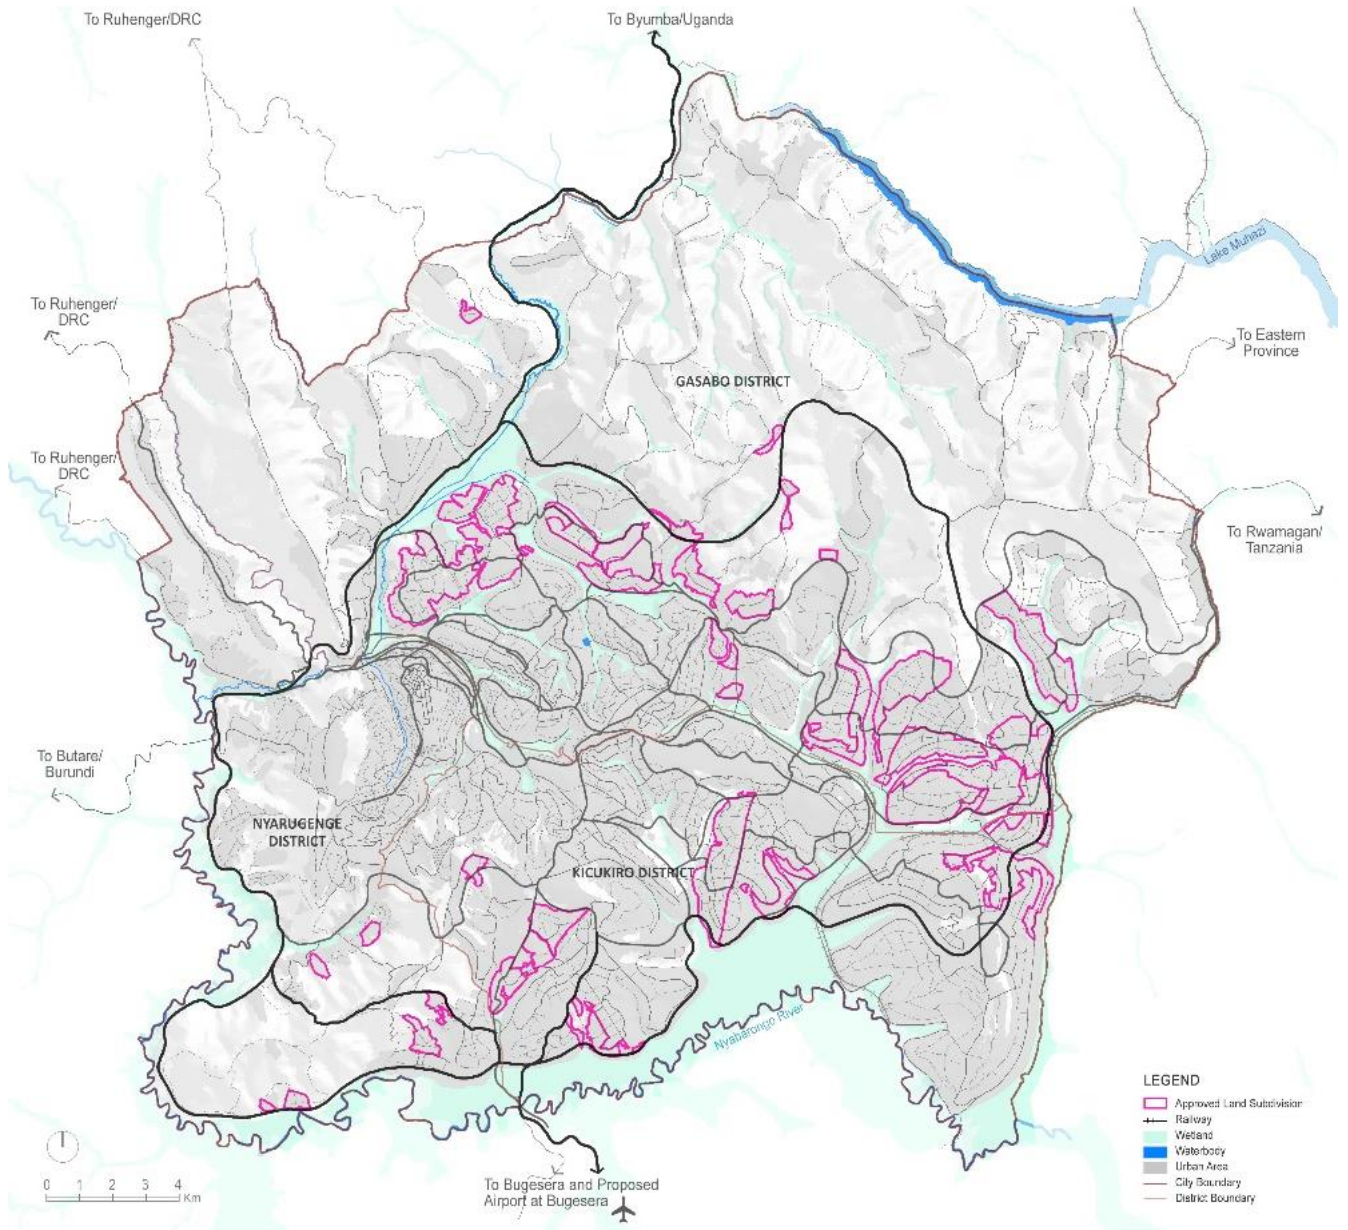 To Ruhenger/DRC
To Byumba/Uganda
Lake Muhazi
To Ruhenger/
DRC
To Eastern
Province
GASABO DISTRICT
To Ruhenger/
DRC
To Rwamagan/
Tanzania
To Butare/
Burundi
NYARUGENGE
DISTRICT
KICUKIRO DISTRICT
Nyabarongo River
LEGEND
Approved Land Subdivision
Railway
Wetland
Waterbody
Urban Area
City Boundary
District Boundary
0 1 2 3 4
Km
To Bugesera and Proposed
Airport at Bugesera